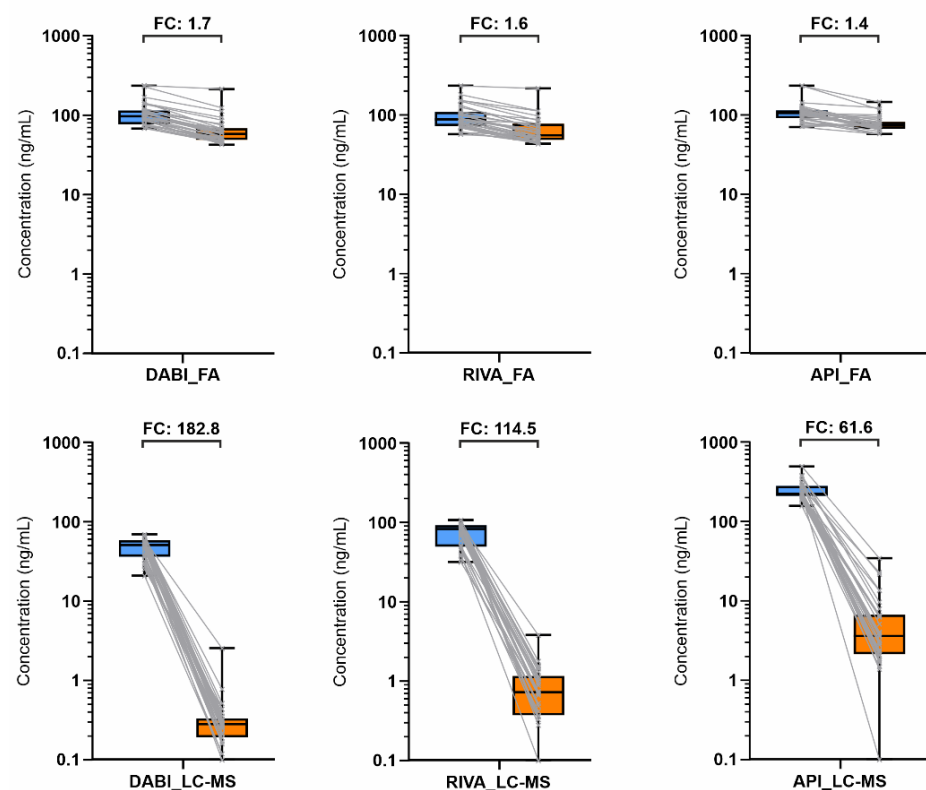 FC: 1.7
1000
100
10
1
0.1
Concentration (ng/mL)
DABI_FA
FC: 1.6
1000
100
10
1
0.1
Concentration (ng/mL)
RIVA_FA
FC: 1.4
1000
100
10
1
0.1
Concentration (ng/mL)
API_FA
FC: 182.8
1000
100
10
1
0.1
Concentration (ng/mL)
DABI_LC-MS
FC: 114.5
1000
100
10
1
0.1
Concentration (ng/mL)
RIVA_LC-MS
FC: 61.6
1000
100
10
1
0.1
Concentration (ng/mL)
API_LC-MS